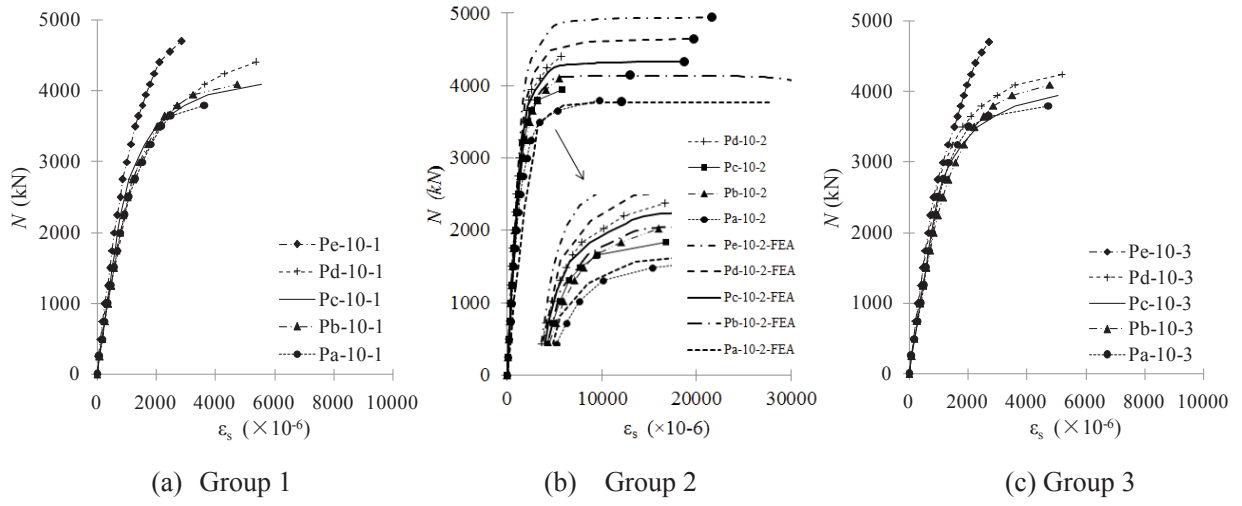 N (kN)
5000
4000
3000
2000
1000
0
Pe-10-1
Pd-10-1
Pc-10-1
Pb-10-1
Pa-10-1
0 2000 4000 6000 8000 10000
εs (×10-6)
(a) Group 1
N (kN)
5000
4500
4000
3500
3000
2500
2000
1500
1000
500
0
Pd-10-2
Pc-10-2
Pb-10-2
Pa-10-2
Pe-10-2-FEA
Pd-10-2-FEA
Pc-10-2-FEA
Pb-10-2-FEA
Pa-10-2-FEA
0 10000 20000 30000
εs (×10-6)
(b) Group 2
N (kN)
5000
4000
3000
2000
1000
0
Pe-10-3
Pd-10-3
Pc-10-3
Pb-10-3
Pa-10-3
0 2000 4000 6000 8000 10000
εs (×10-6)
(c) Group 3